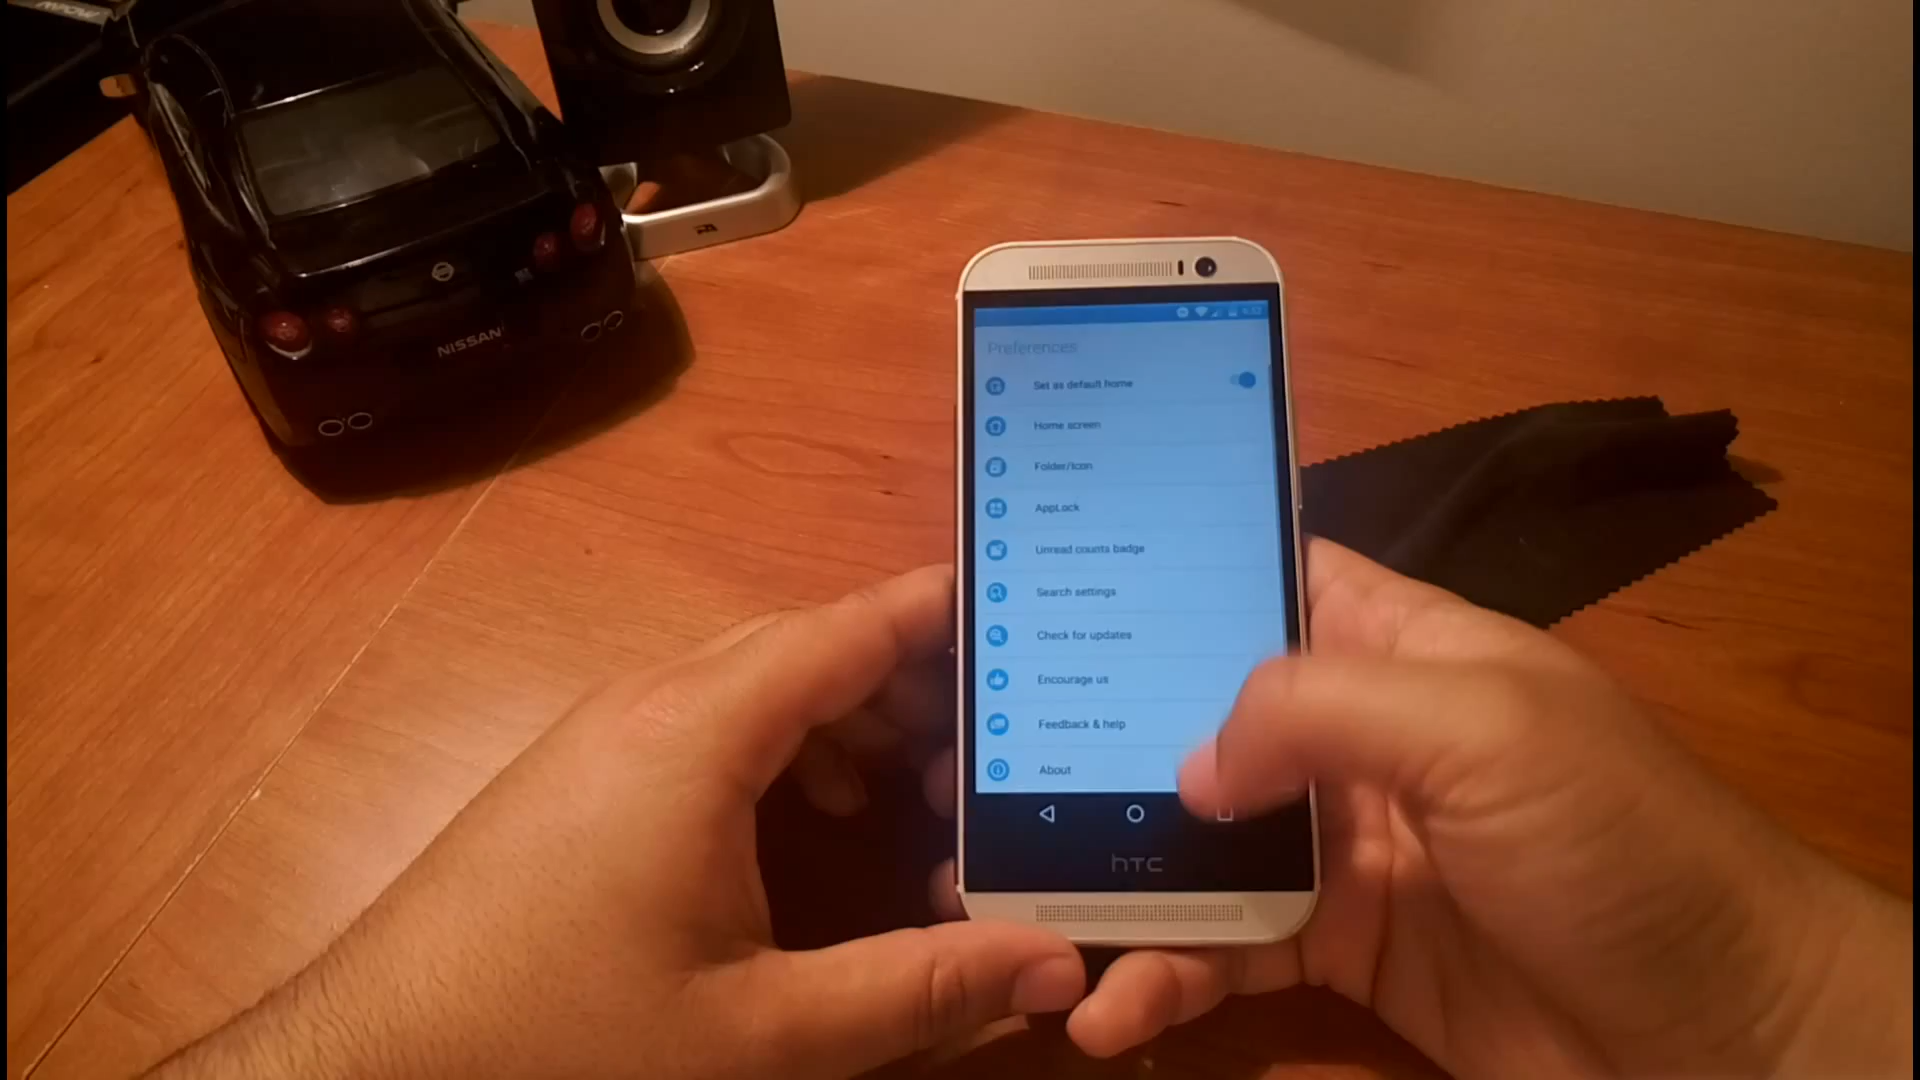 NISSAN
Preferences
Set as default home
Home screen
Folder/Icon
AppLock
Unread counts badge
Search settings
Check for updates
Encourage us
Feedback & help
About
hTC